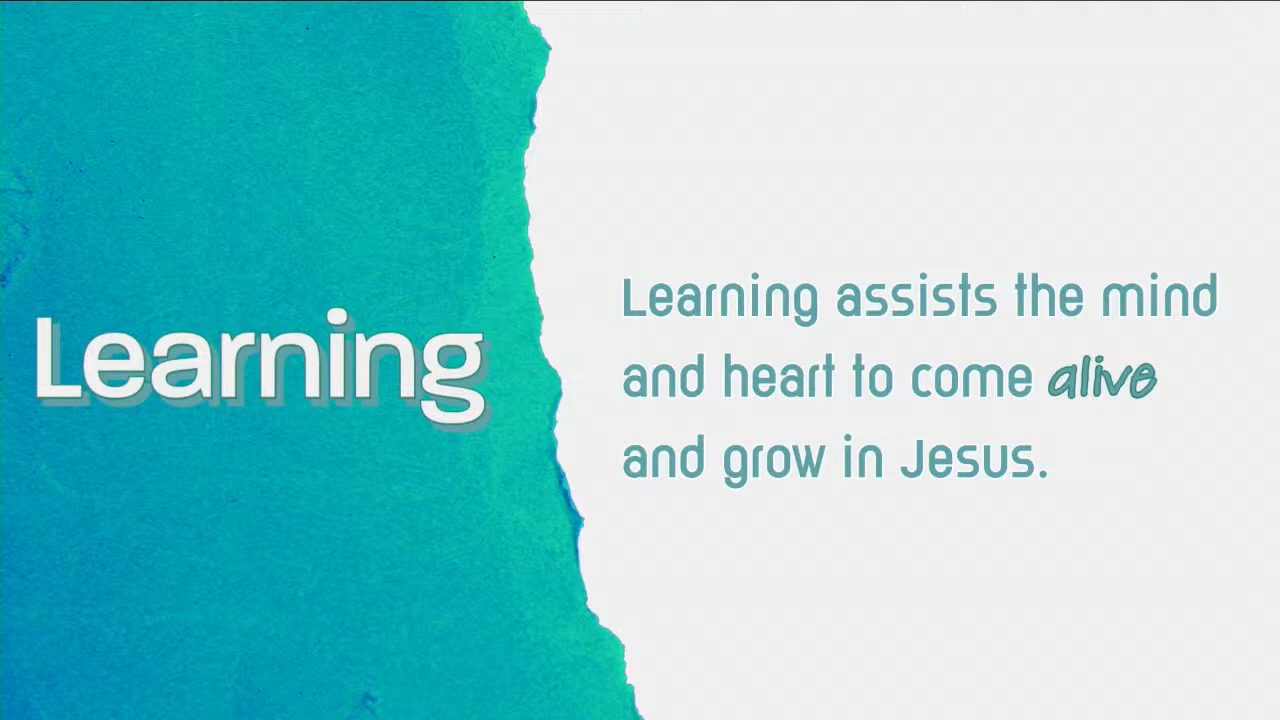 Learning
Learning assists the mind
and heart to come alive
and grow in Jesus.